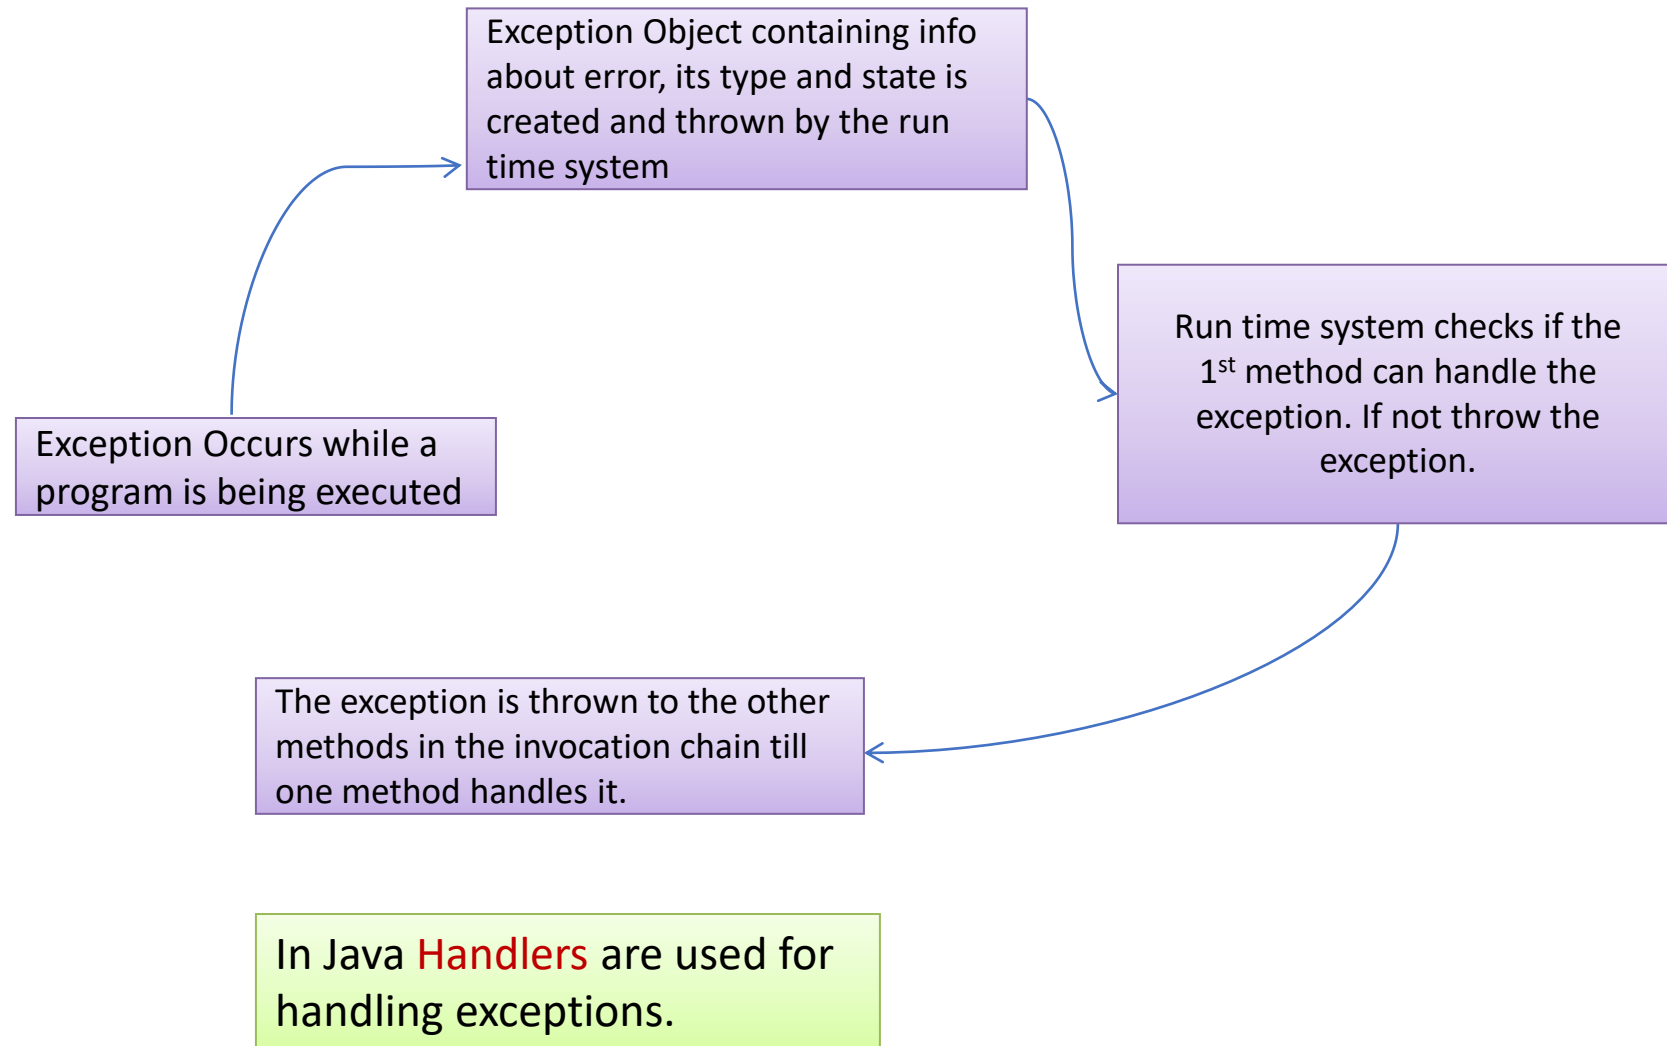 Exception Object containing info
about error, its type and state is
created and thrown by the run
time system
Exception Occurs while a
program is being executed
Run time system checks if the
1st method can handle the
exception. If not throw the
exception.
The exception is thrown to the other
methods in the invocation chain till
one method handles it.
In Java Handlers are used for
handling exceptions.